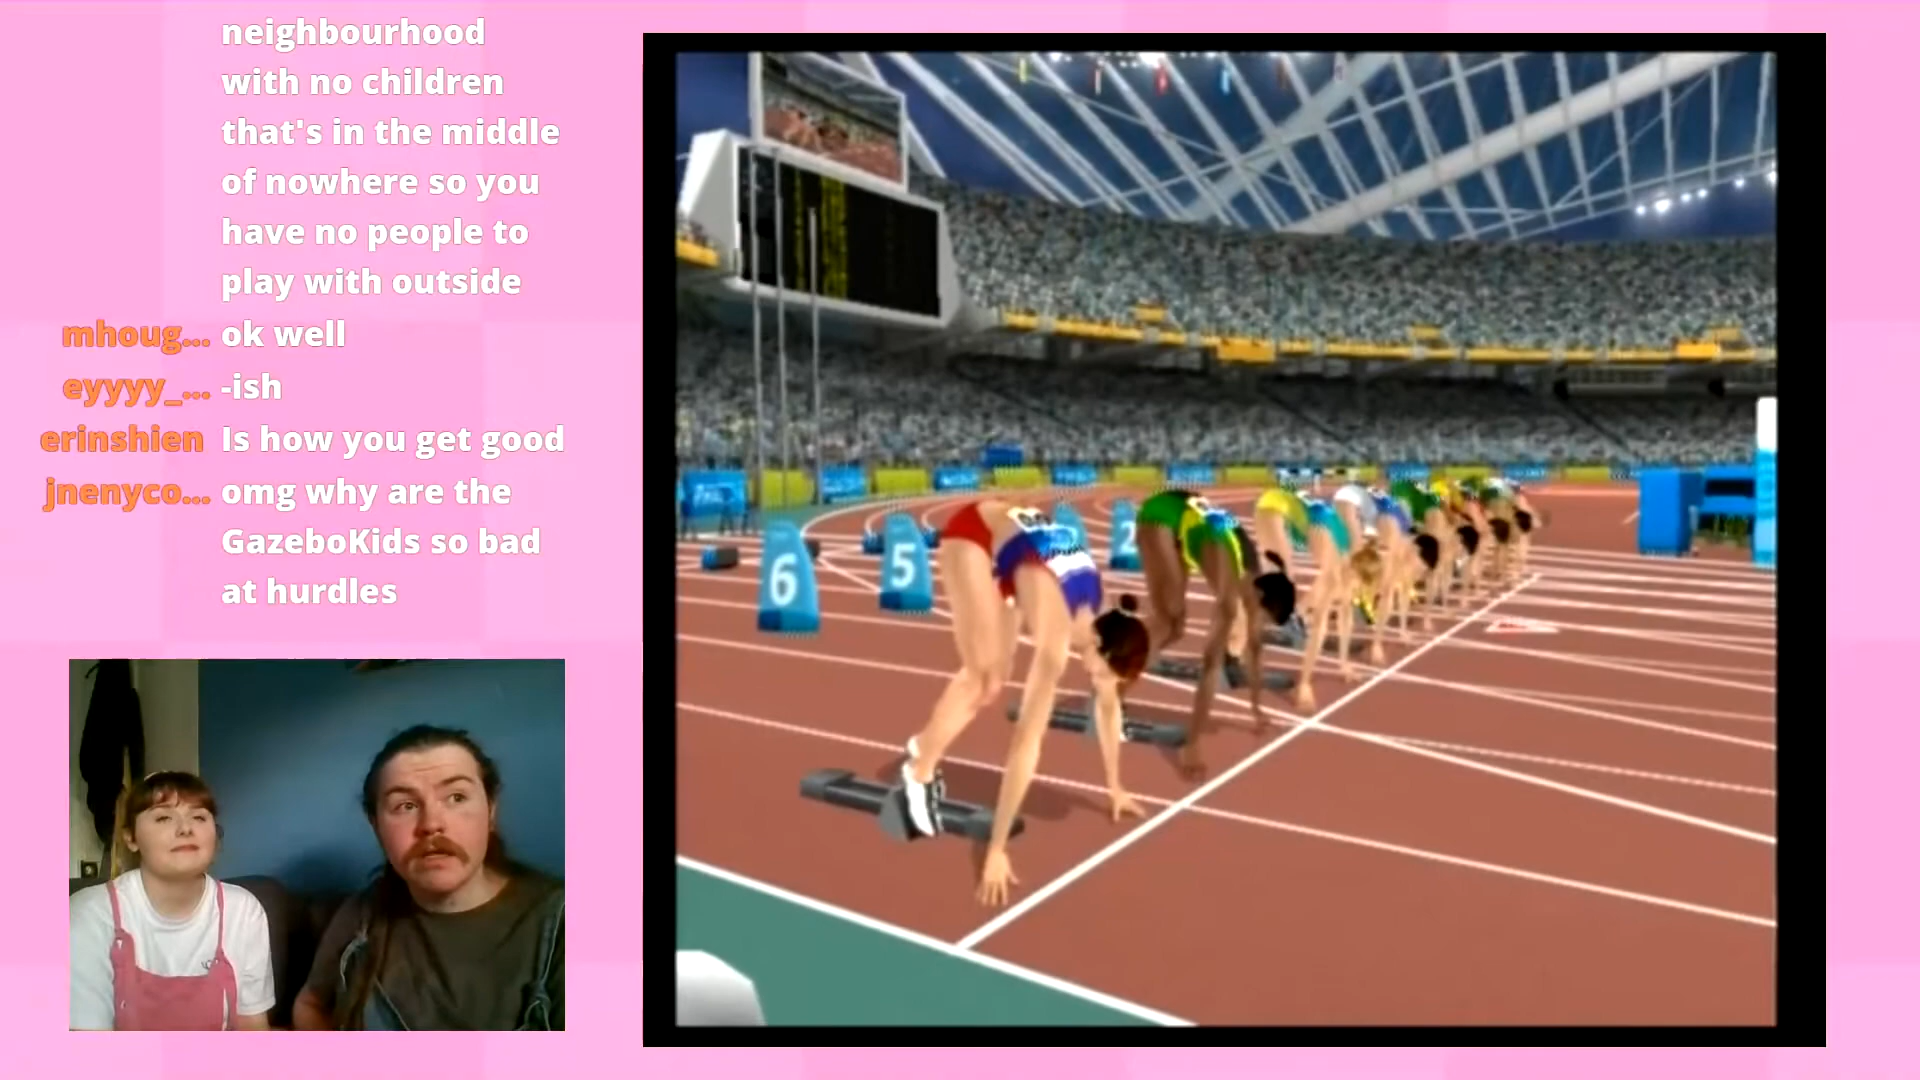 neighbourhood
with no children
that's in the middle
of nowhere so you
have no people to
play with outside
mhoug... ok well
eyyyy_... -ish
erinshien Is how you get good
jnenyco... omg why are the
GazeboKids so bad
at hurdles
6
5
2